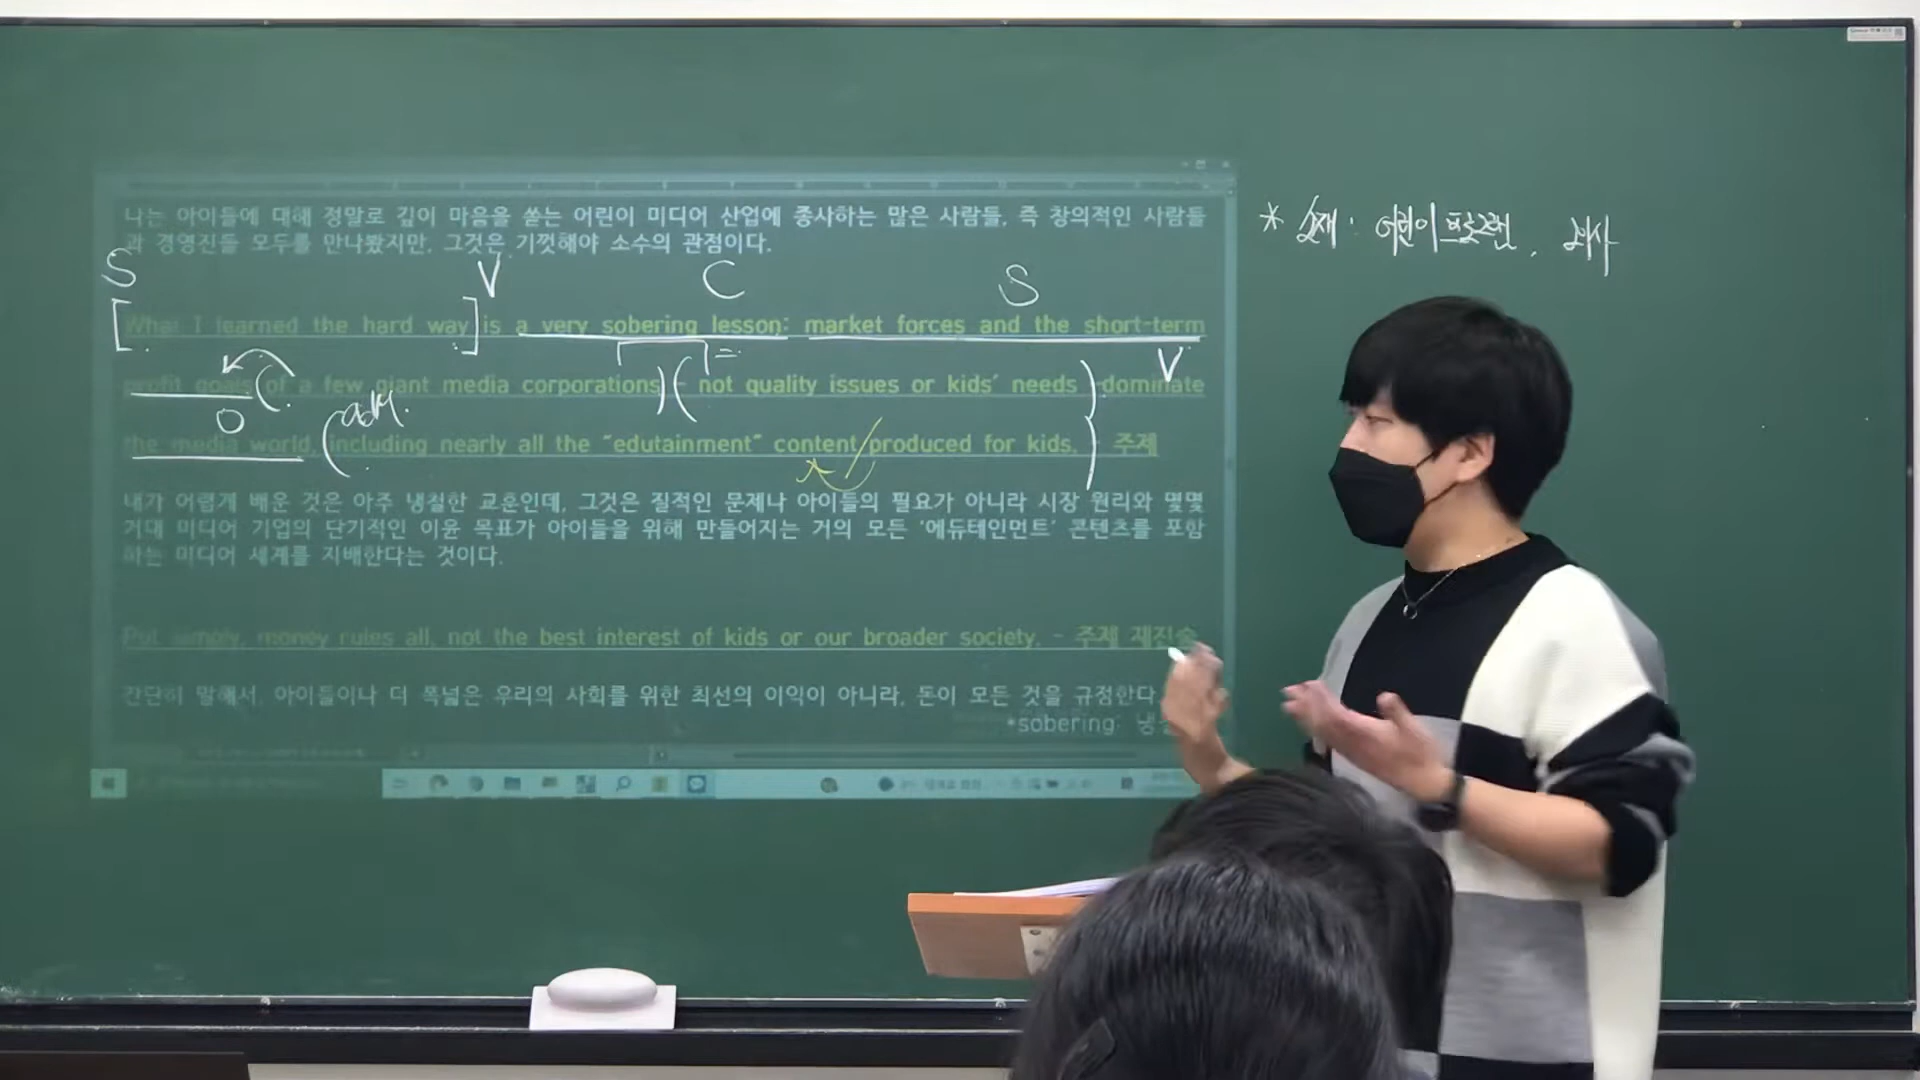 나는 아이들에 대해 정말로 깊이 마음을 쏟는 어린이 미디어 산업에 종사하는 많은 사람들, 즉 창의적인 사람들
과 경영진들 모두를 만나봤지만, 그것은 기껏해야 소수의 관점이다.
* 소재 : 어린이 프로그램,
S V C S
[What I learned the hard way] is a very sobering lesson: market forces and the short-term
= V
profit goals (of a few giant media corporations) (- not quality issues or kids' needs) dominate
O adv.
the media world, (including nearly all the "edutainment" content / produced for kids.) - 주제
내가 어렵게 배운 것은 아주 냉철한 교훈인데, 그것은 질적인 문제나 아이들의 필요가 아니라 시장 원리와 몇몇
거대 미디어 기업의 단기적인 이윤 목표가 아이들을 위해 만들어지는 거의 모든 '에듀테인먼트' 콘텐츠를 포함
하는 미디어 세계를 지배한다는 것이다.
Put simply, money rules all, not the best interest of kids or our broader society. - 주제 재진술
간단히 말해서, 아이들이나 더 폭넓은 우리의 사회를 위한 최선의 이익이 아니라, 돈이 모든 것을 규정한다
*sobering: